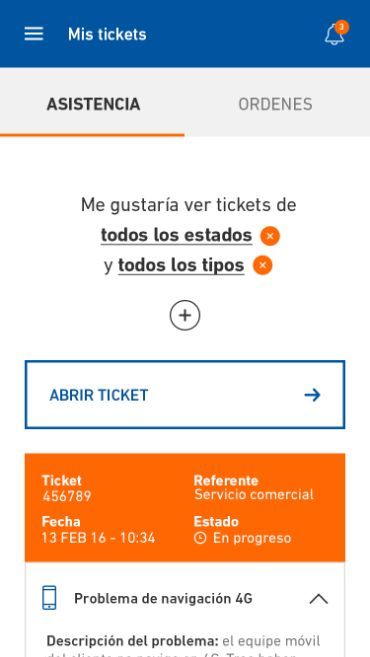 Mis tickets
3
ASISTENCIA
ORDENES
Me gustaría ver tickets de
todos los estados
y todos los tipos
ABRIR TICKET
Ticket
456789
Referente
Servicio comercial
Fecha
13 FEB 16 - 10:34
Estado
En progreso
Problema de navigación 4G
Descripción del problema: el equipe móvil